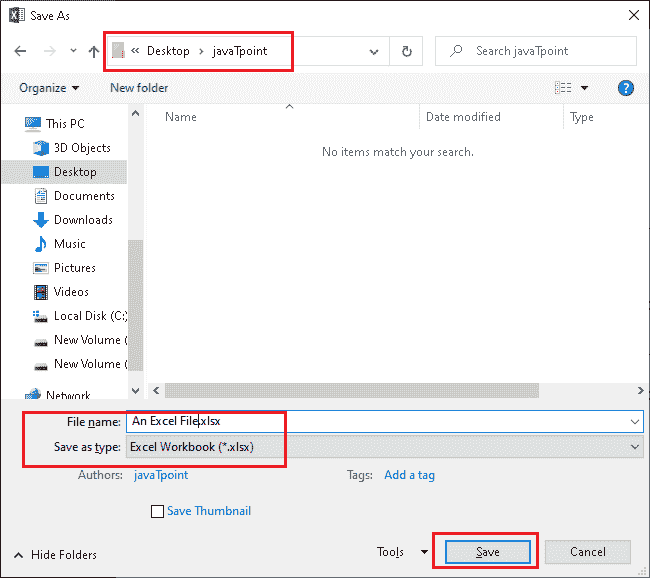 Save As
« Desktop › javaTpoint
Search javaTpoint
Organize
New folder
Name
Date modified
Type
This PC
3D Objects
Desktop
Documents
Downloads
Music
Pictures
Videos
Local Disk (C:)
New Volume (
New Volume (
Network
No items match your search.
File name: An Excel File.xlsx
Save as type: Excel Workbook (*.xlsx)
Authors: javaTpoint
Tags: Add a tag
Save Thumbnail
Hide Folders
Tools
Save
Cancel